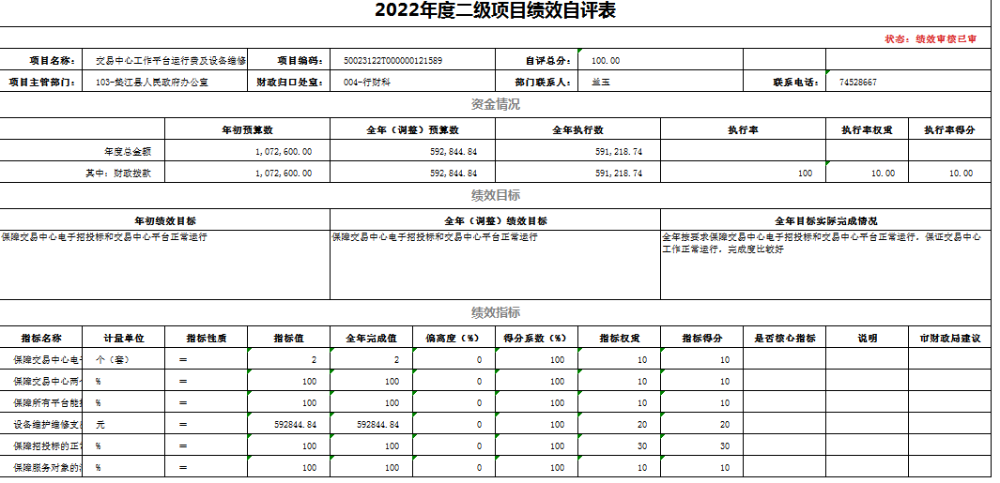 2022年度二级项目绩效自评表
状态：绩效审核已审
项目名称： 交易中心工作平台运行费及设备维修 项目编码： 50023122T000000121589 自评总分： 100.00
项目主管部门： 103-垫江县人民政府办公室 财政归口处室： 004-行财科 部门联系人： 兰玉 联系电话： 74528667
资金情况
年初预算数 全年（调整）预算数 全年执行数 执行率 执行率权重 执行率得分
年度总金额 1,072,600.00 592,844.84 591,218.74
其中：财政拨款 1,072,600.00 592,844.84 591,218.74 100 10.00 10.00
绩效目标
年初绩效目标 全年（调整）绩效目标 全年目标实际完成情况
保障交易中心电子招投标和交易中心平台正常运行 保障交易中心电子招投标和交易中心平台正常运行 全年按要求保障交易中心电子招投标和交易中心平台正常运行，保证交易中心
工作正常运行，完成度比较好
绩效指标
指标名称 计量单位 指标性质 指标值 全年完成值 偏离度（%） 得分系数（%） 指标权重 指标得分 是否核心指标 说明 市财政局建议
保障交易中心电 个（套） ＝ 2 2 0 100 10 10
保障交易中心两 % ＝ 100 100 0 100 10 10
保障所有平台能 % ＝ 100 100 0 100 10 10
设备维护维修支 元 ＝ 592844.84 592844.84 0 100 20 20
保障招投标的正 % ＝ 100 100 0 100 30 30
保障服务对象的 % ＝ 100 100 0 100 10 10